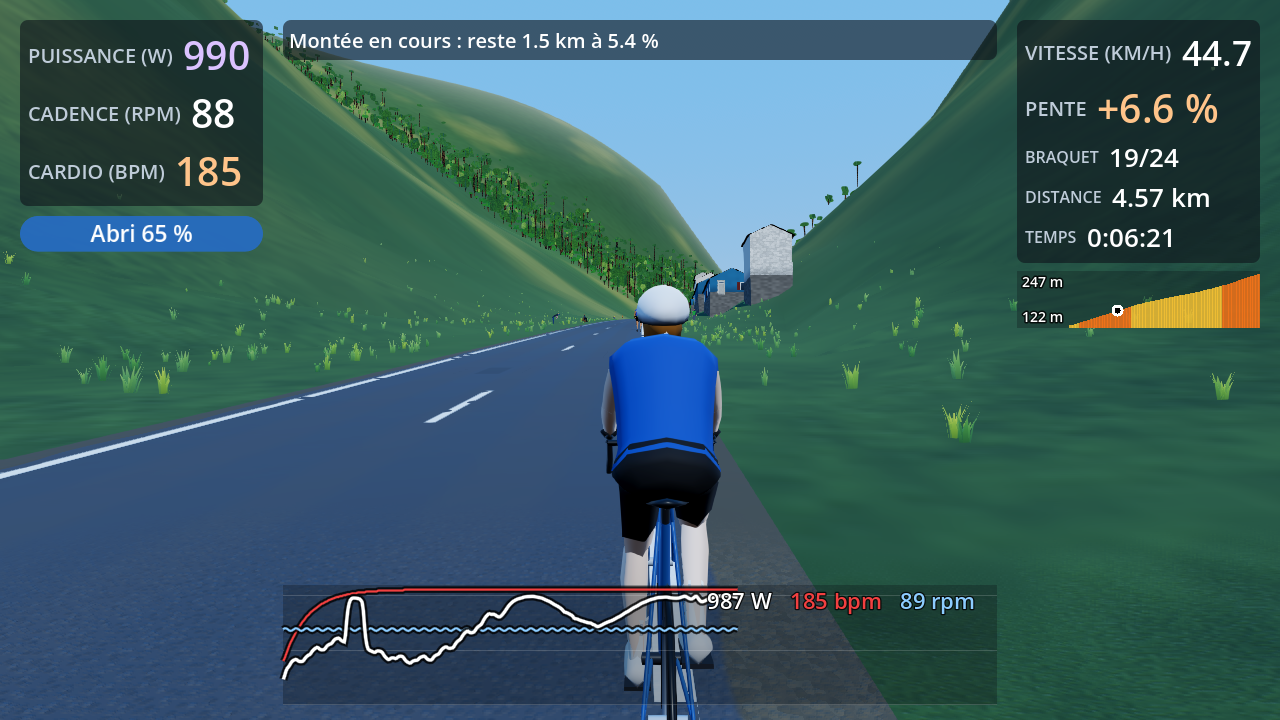 PUISSANCE (W) 990
CADENCE (RPM) 88
CARDIO (BPM) 185
Abri 65 %
Montée en cours : reste 1.5 km à 5.4 %
VITESSE (KM/H) 44.7
PENTE +6.6 %
BRAQUET 19/24
DISTANCE 4.57 km
TEMPS 0:06:21
247 m
122 m
987 W 185 bpm 89 rpm